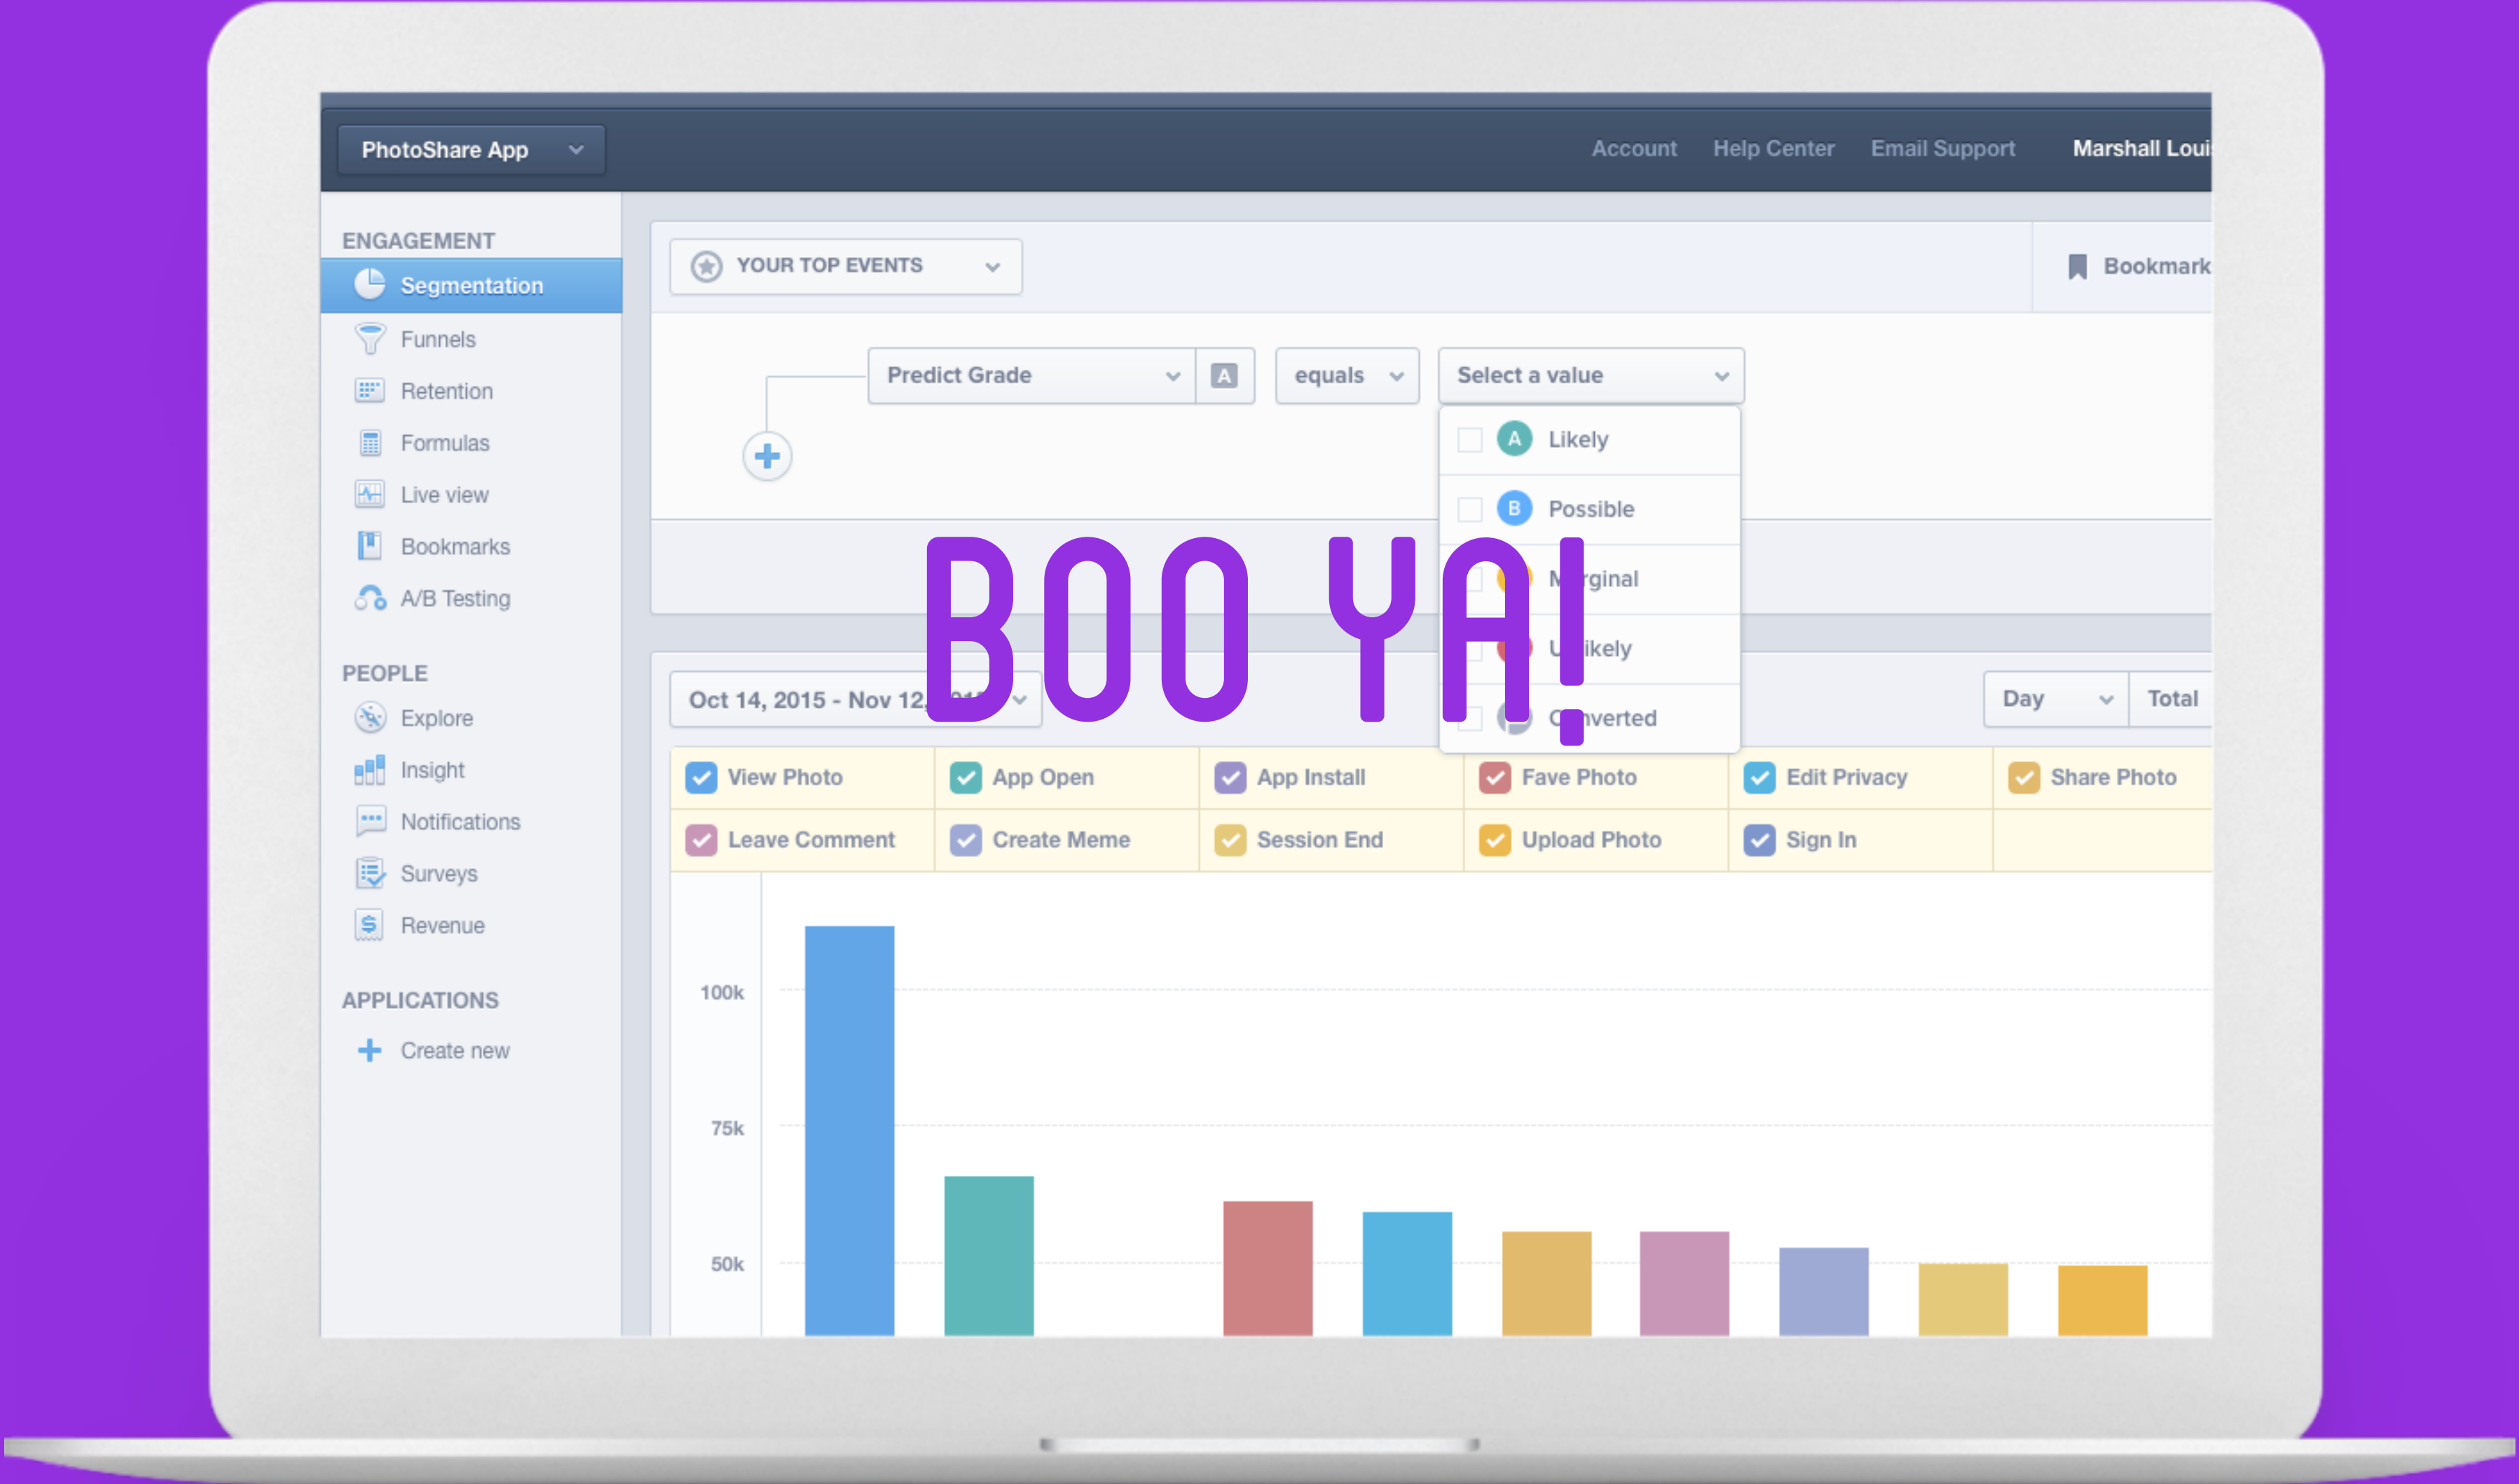 PhotoShare App
Account Help Center Email Support Marshall Loui
ENGAGEMENT
Segmentation
Funnels
Retention
Formulas
Live view
Bookmarks
A/B Testing
PEOPLE
Explore
Insight
Notifications
Surveys
Revenue
APPLICATIONS
Create new
YOUR TOP EVENTS
Bookmark
Predict Grade A equals Select a value
A Likely
B Possible
Marginal
Unlikely
Converted
BOO YA!
Oct 14, 2015 - Nov 12,
Day Total
View Photo App Open App Install Fave Photo Edit Privacy Share Photo
Leave Comment Create Meme Session End Upload Photo Sign In
100k
75k
50k